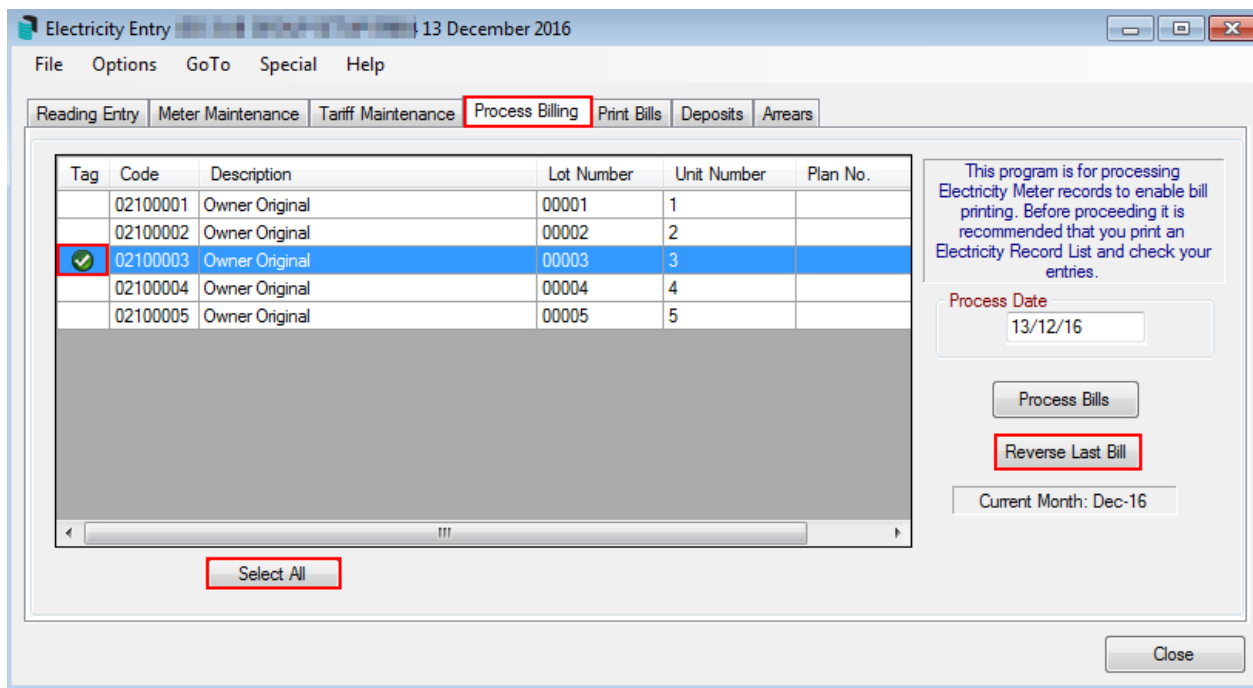 Electricity Entry 13 December 2016
File Options GoTo Special Help
Reading Entry Meter Maintenance Tariff Maintenance Process Billing Print Bills Deposits Arrears
Tag Code Description Lot Number Unit Number Plan No.
02100001 Owner Original 00001 1
02100002 Owner Original 00002 2
02100003 Owner Original 00003 3
02100004 Owner Original 00004 4
02100005 Owner Original 00005 5
This program is for processing
Electricity Meter records to enable bill
printing. Before proceeding it is
recommended that you print an
Electricity Record List and check your
entries.
Process Date
13/12/16
Process Bills
Reverse Last Bill
Current Month: Dec-16
Select All
Close